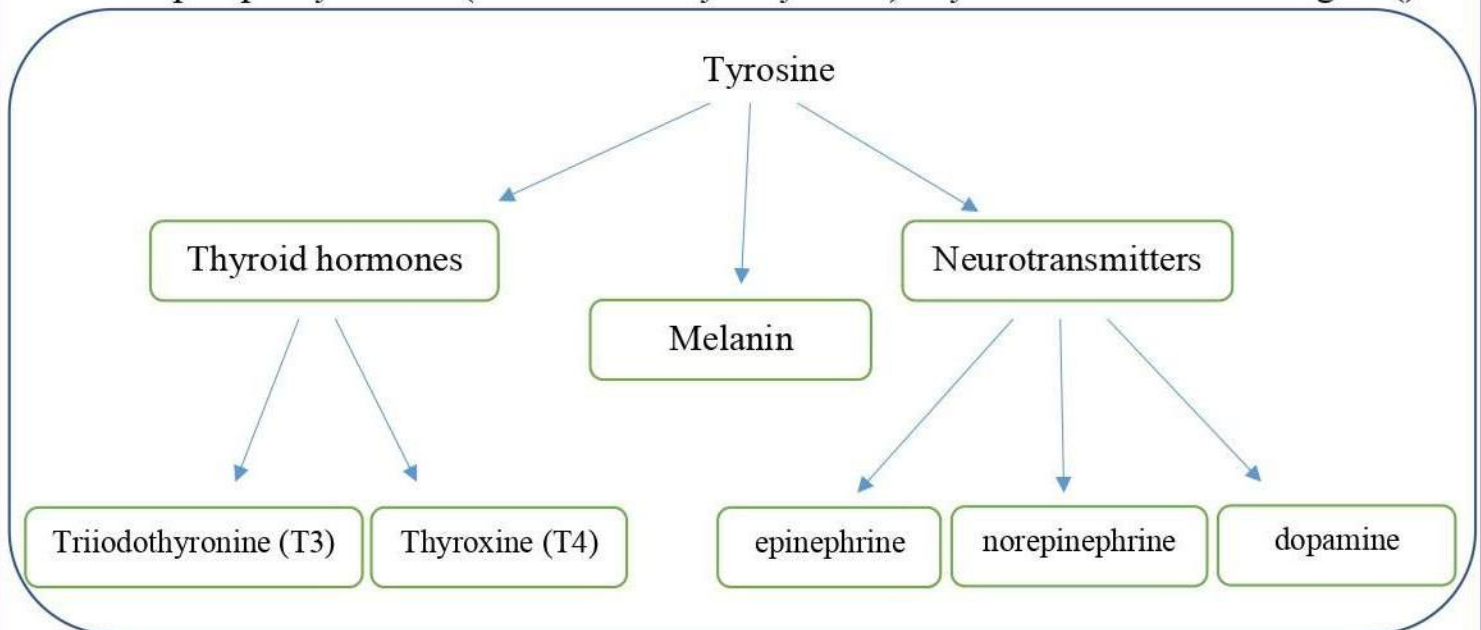 Tyrosine
Thyroid hormones
Neurotransmitters
Melanin
Triiodothyronine (T3)
Thyroxine (T4)
epinephrine
norepinephrine
dopamine